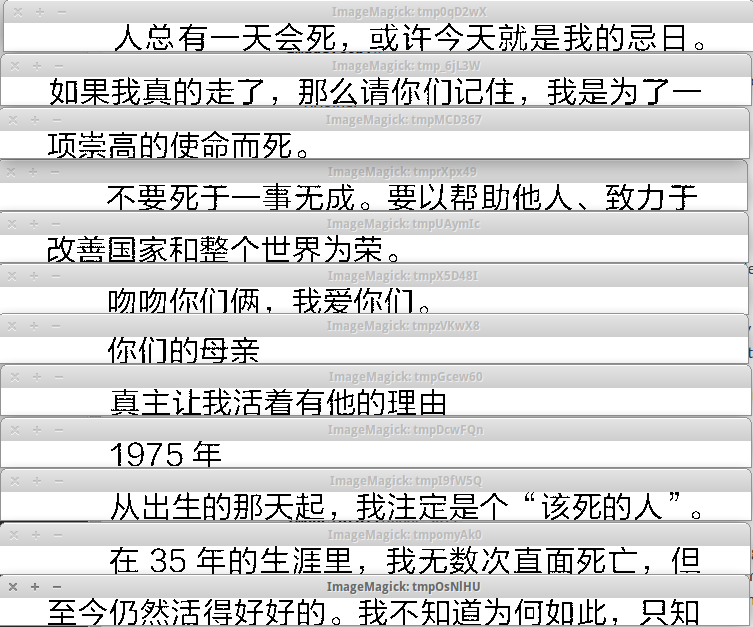 ImageMagick: tmp0qD2wX
人总有一天会死，或许今天就是我的忌日。
ImageMagick: tmp_6jL3W
如果我真的走了，那么请你们记住，我是为了一
ImageMagick: tmpMCD367
项崇高的使命而死。
ImageMagick: tmprXpx49
不要死于一事无成。要以帮助他人、致力于
ImageMagick: tmpUAymIc
改善国家和整个世界为荣。
ImageMagick: tmpX5D48I
吻吻你们俩，我爱你们。
ImageMagick: tmpzVKwX8
你们的母亲
ImageMagick: tmpGcew60
真主让我活着有他的理由
ImageMagick: tmpDcwFQn
1975 年
ImageMagick: tmpI9fW5Q
从出生的那天起，我注定是个“该死的人”。
ImageMagick: tmpomyAk0
在 35 年的生涯里，我无数次直面死亡，但
ImageMagick: tmpOsNlHU
至今仍然活得好好的。我不知道为何如此，只知